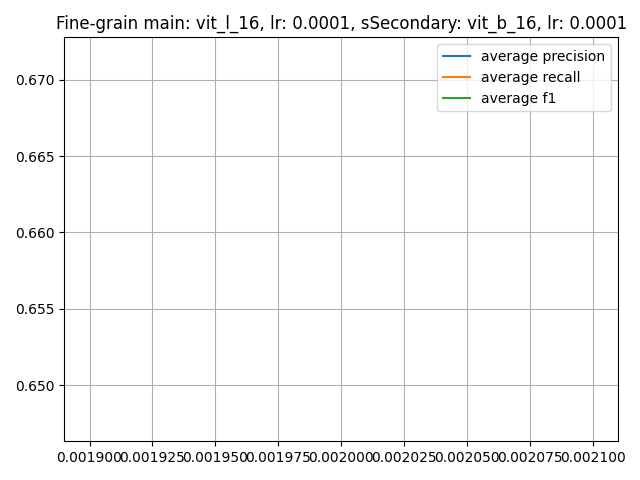 Fine-grain main: vit_l_16, lr: 0.0001, sSecondary: vit_b_16, lr: 0.0001
average precision
average recall
average f1
0.670
0.665
0.660
0.655
0.650
0.001900 0.001925 0.001950 0.001975 0.002000 0.002025 0.002050 0.002075 0.002100